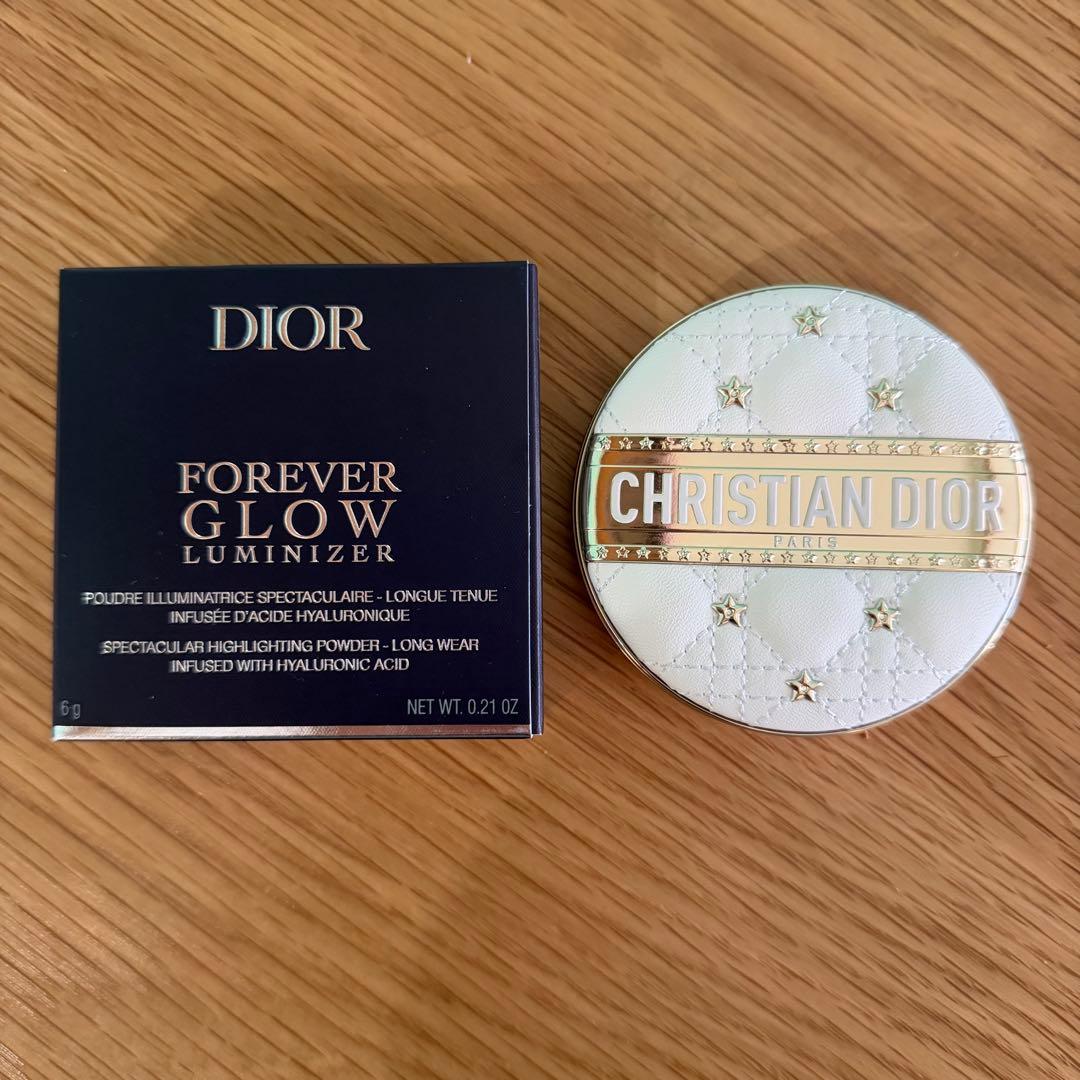 DIOR
FOREVER
GLOW
LUMINIZER
POUDRE ILLUMINATRICE SPECTACULAIRE - LONGUE TENUE
INFUSÉE D'ACIDE HYALURONIQUE
SPECTACULAR HIGHLIGHTING POWDER - LONG WEAR
INFUSED WITH HYALURONIC ACID
6 g NET WT. 0.21 OZ
CHRISTIAN DIOR
PARIS